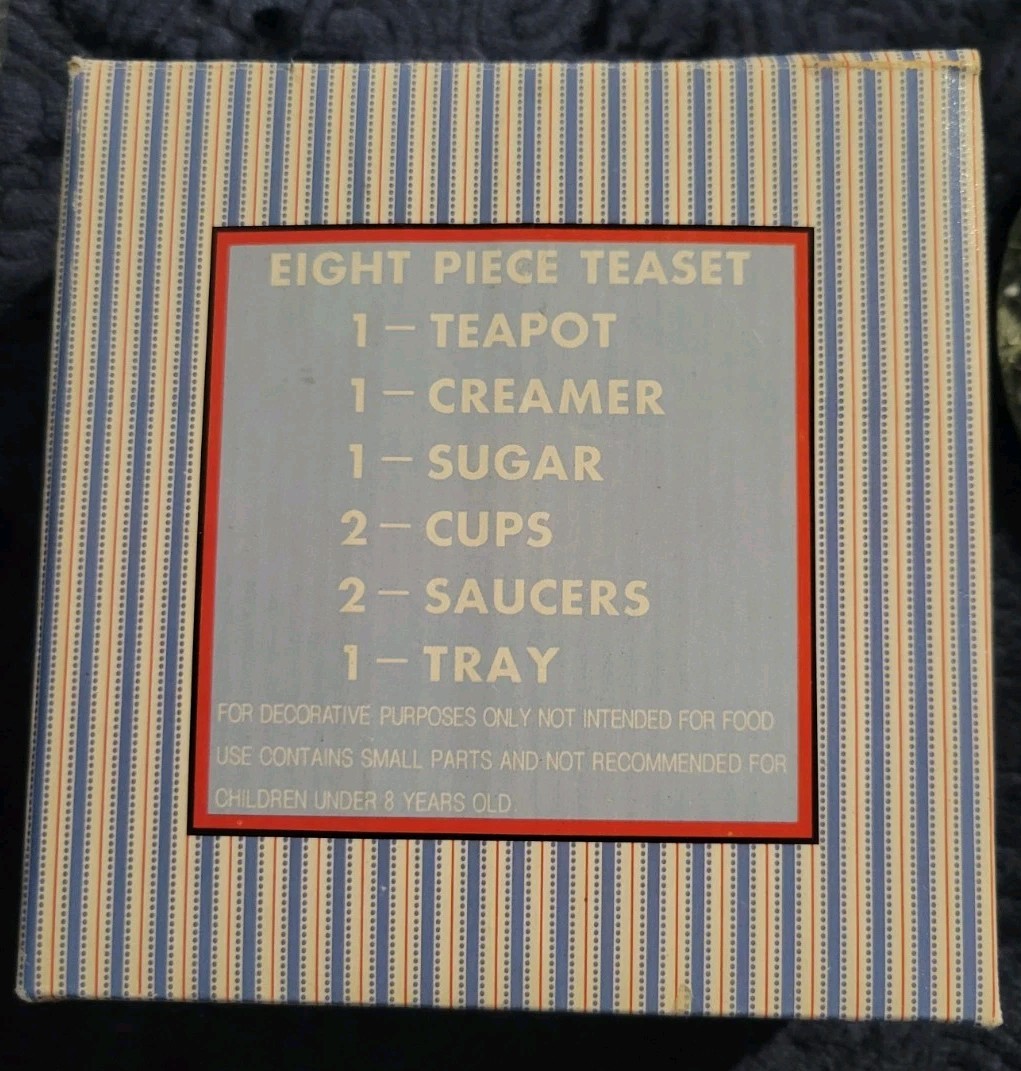 EIGHT PIECE TEASET
1 — TEAPOT
1 — CREAMER
1 — SUGAR
2 — CUPS
2 — SAUCERS
1 — TRAY
FOR DECORATIVE PURPOSES ONLY NOT INTENDED FOR FOOD
USE CONTAINS SMALL PARTS AND NOT RECOMMENDED FOR
CHILDREN UNDER 8 YEARS OLD.